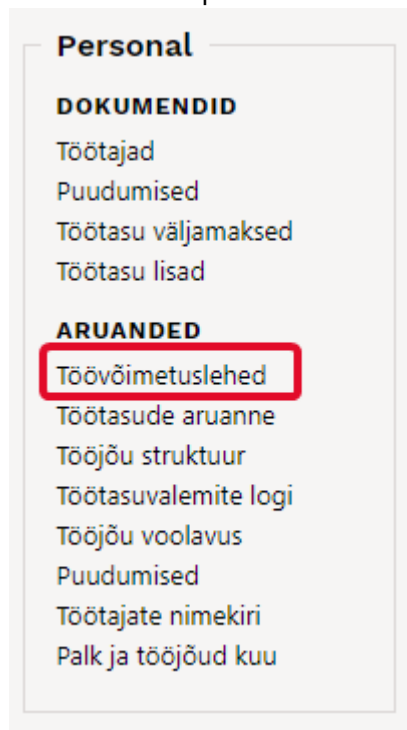 Personal
DOKUMENDID
Töötajad
Puudumised
Töötasu väljamaksed
Töötasu lisad
ARUANDED
Töövõimetuslehed
Töötasude aruanne
Tööjõu struktuur
Töötasuvalemite logi
Tööjõu voolavus
Puudumised
Töötajate nimekiri
Palk ja tööjõud kuu